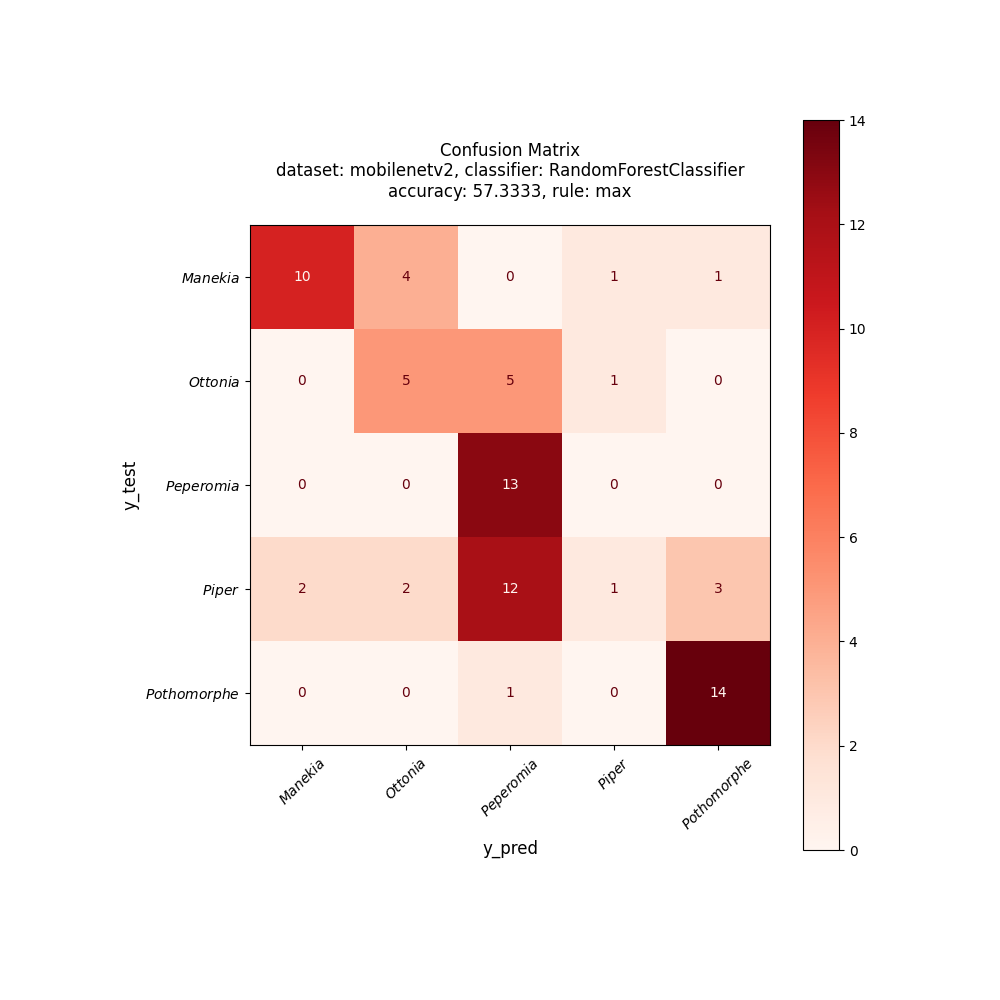 Confusion Matrix
dataset: mobilenetv2, classifier: RandomForestClassifier
accuracy: 57.3333, rule: max
Manekia 10 4 0 1 1
Ottonia 0 5 5 1 0
Peperomia 0 0 13 0 0
Piper 2 2 12 1 3
Pothomorphe 0 0 1 0 14
y_test
Manekia Ottonia Peperomia Piper Pothomorphe
y_pred
14
12
10
8
6
4
2
0